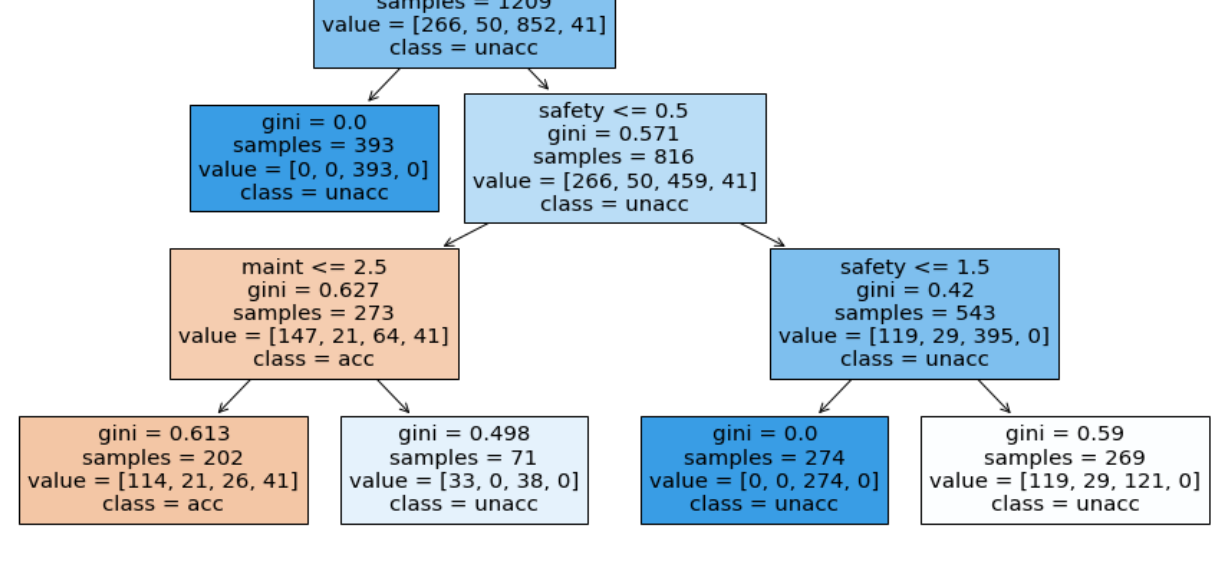 samples = 1209
value = [266, 50, 852, 41]
class = unacc
gini = 0.0
samples = 393
value = [0, 0, 393, 0]
class = unacc
safety <= 0.5
gini = 0.571
samples = 816
value = [266, 50, 459, 41]
class = unacc
maint <= 2.5
gini = 0.627
samples = 273
value = [147, 21, 64, 41]
class = acc
safety <= 1.5
gini = 0.42
samples = 543
value = [119, 29, 395, 0]
class = unacc
gini = 0.613
samples = 202
value = [114, 21, 26, 41]
class = acc
gini = 0.498
samples = 71
value = [33, 0, 38, 0]
class = unacc
gini = 0.0
samples = 274
value = [0, 0, 274, 0]
class = unacc
gini = 0.59
samples = 269
value = [119, 29, 121, 0]
class = unacc